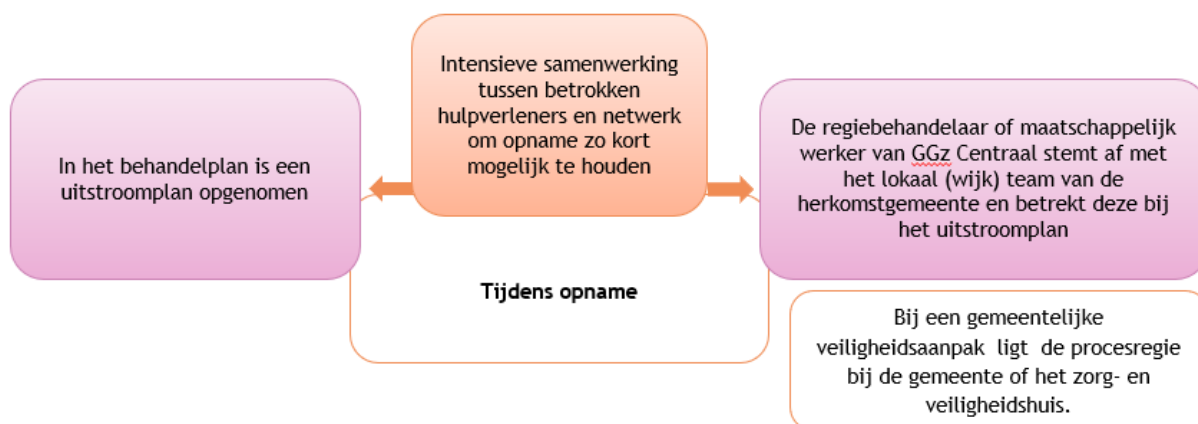 In het behandelplan is een
uitstroomplan opgenomen
Intensieve samenwerking
tussen betrokken
hulpverleners en netwerk
om opname zo kort
mogelijk te houden
De regiebehandelaar of maatschappelijk
werker van GGz Centraal stemt af met
het lokaal (wijk) team van de
herkomstgemeente en betrekt deze bij
het uitstroomplan
Tijdens opname
Bij een gemeentelijke
veiligheidsaanpak ligt de procesregie
bij de gemeente of het zorg- en
veiligheidshuis.